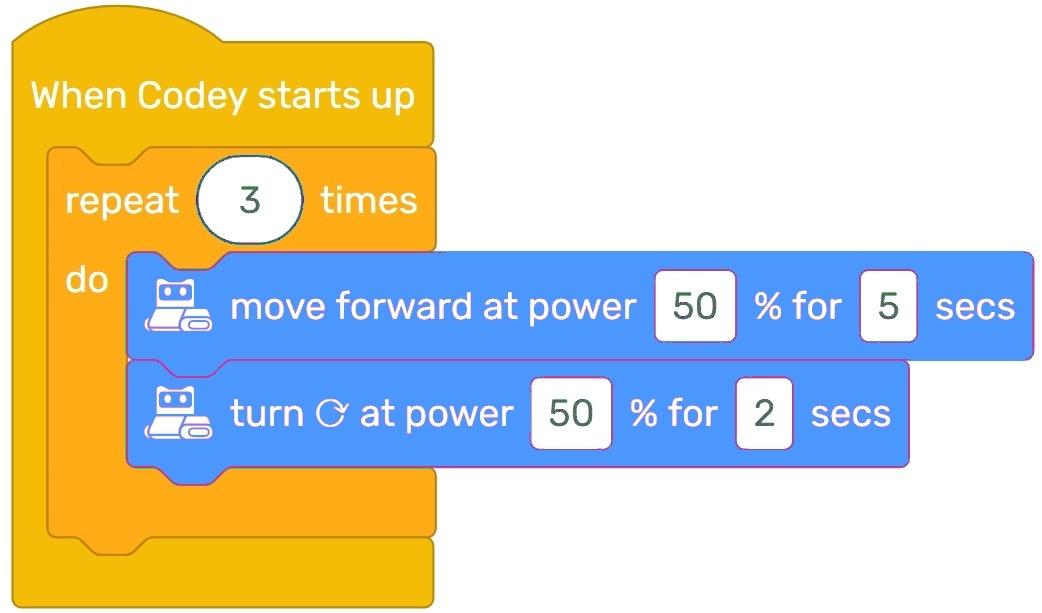 When Codey starts up
repeat 3 times
do
move forward at power 50 % for 5 secs
turn ⟳ at power 50 % for 2 secs